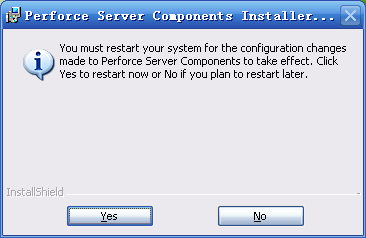 Perforce Server Components Installer...
You must restart your system for the configuration changes
made to Perforce Server Components to take effect. Click
Yes to restart now or No if you plan to restart later.
InstallShield
Yes No